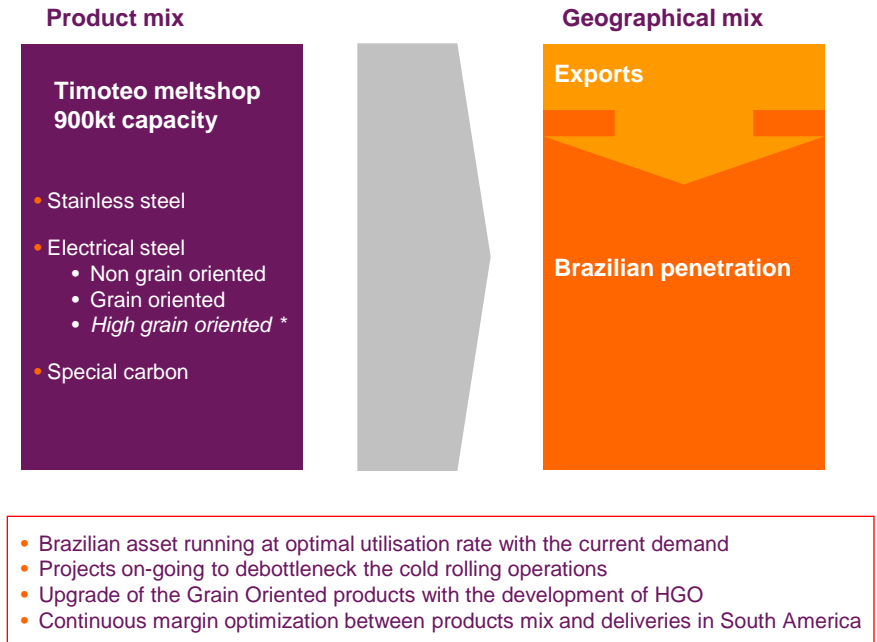 Product mix
Geographical mix
Timoteo meltshop
900kt capacity
• Stainless steel
• Electrical steel
• Non grain oriented
• Grain oriented
• High grain oriented *
• Special carbon
Exports
Brazilian penetration
• Brazilian asset running at optimal utilisation rate with the current demand
• Projects on-going to debottleneck the cold rolling operations
• Upgrade of the Grain Oriented products with the development of HGO
• Continuous margin optimization between products mix and deliveries in South America